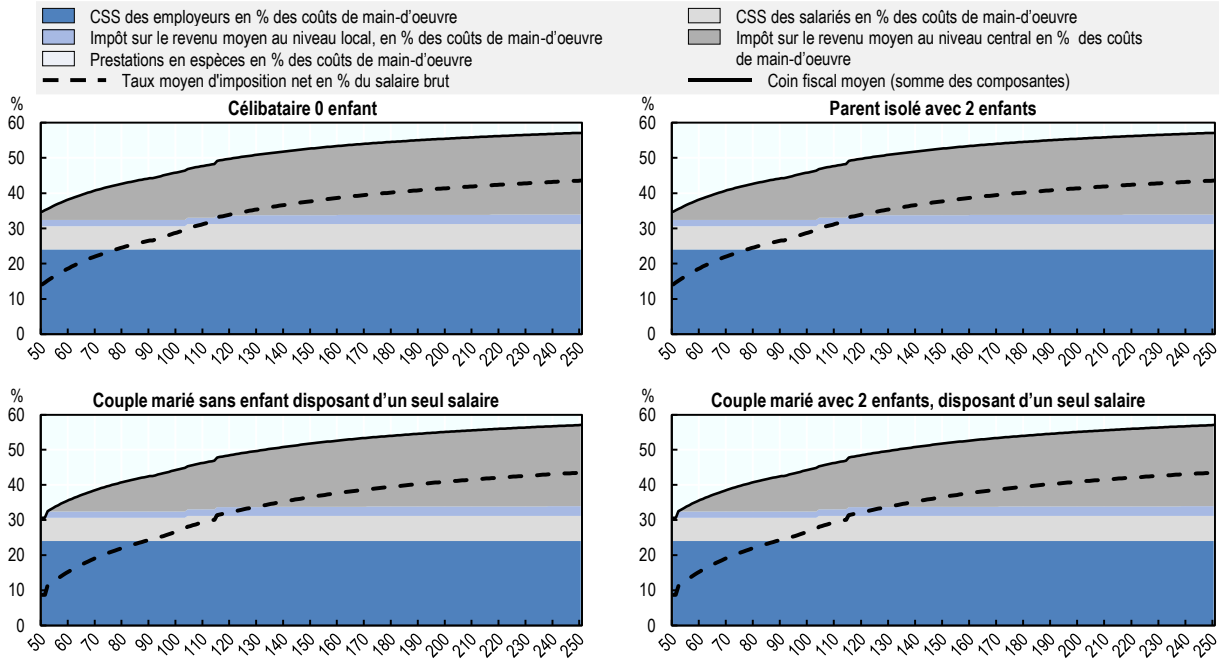 CSS des employeurs en % des coûts de main-d'oeuvre
CSS des salariés en % des coûts de main-d'oeuvre
Impôt sur le revenu moyen au niveau local, en % des coûts de main-d'oeuvre
Impôt sur le revenu moyen au niveau central en % des coûts
de main-d'oeuvre
Prestations en espèces en % des coûts de main-d'oeuvre
Taux moyen d'imposition net en % du salaire brut
Coin fiscal moyen (somme des composantes)
%
Célibataire 0 enfant
60
50
40
30
20
10
0
50 60 70 80 90 100 110 120 130 140 150 160 170 180 190 200 210 220 230 240 250
%
Parent isolé avec 2 enfants
60
50
40
30
20
10
0
50 60 70 80 90 100 110 120 130 140 150 160 170 180 190 200 210 220 230 240 250
%
Couple marié sans enfant disposant d’un seul salaire
60
50
40
30
20
10
0
50 60 70 80 90 100 110 120 130 140 150 160 170 180 190 200 210 220 230 240 250
%
Couple marié avec 2 enfants, disposant d’un seul salaire
60
50
40
30
20
10
0
50 60 70 80 90 100 110 120 130 140 150 160 170 180 190 200 210 220 230 240 250